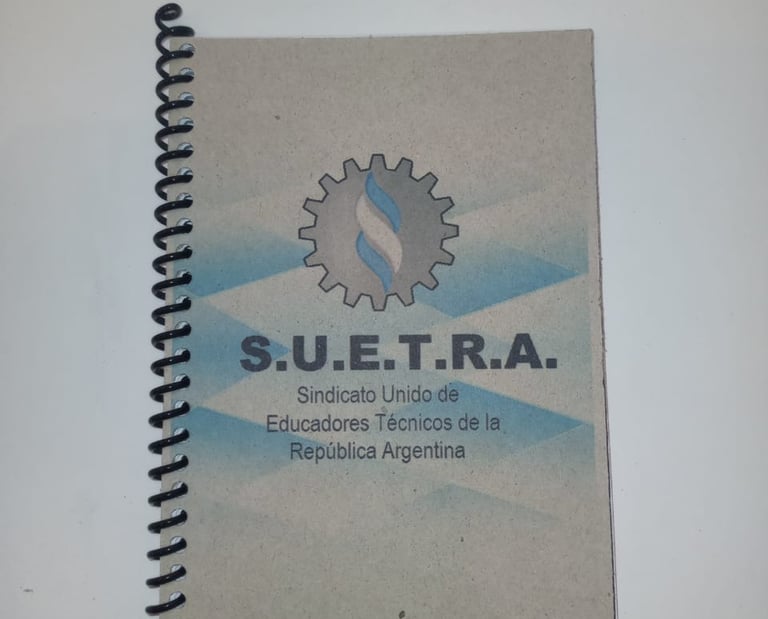 S.U.E.T.R.A.
Sindicato Unido de
Educadores Técnicos de la
República Argentina